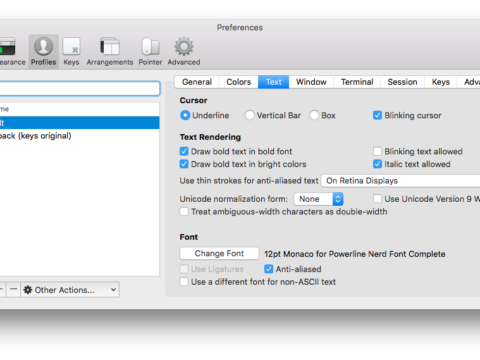 Preferences
earance Profiles Keys Arrangements Pointer Advanced
General Colors Text Window Terminal Session Keys Adva
me
lt
oack (keys original)
Other Actions...
Cursor
Underline Vertical Bar Box Blinking cursor
Text Rendering
Draw bold text in bold font Blinking text allowed
Draw bold text in bright colors Italic text allowed
Use thin strokes for anti-aliased text On Retina Displays
Unicode normalization form: None Use Unicode Version 9 W
Treat ambiguous-width characters as double-width
Font
Change Font 12pt Monaco for Powerline Nerd Font Complete
Use Ligatures Anti-aliased
Use a different font for non-ASCII text